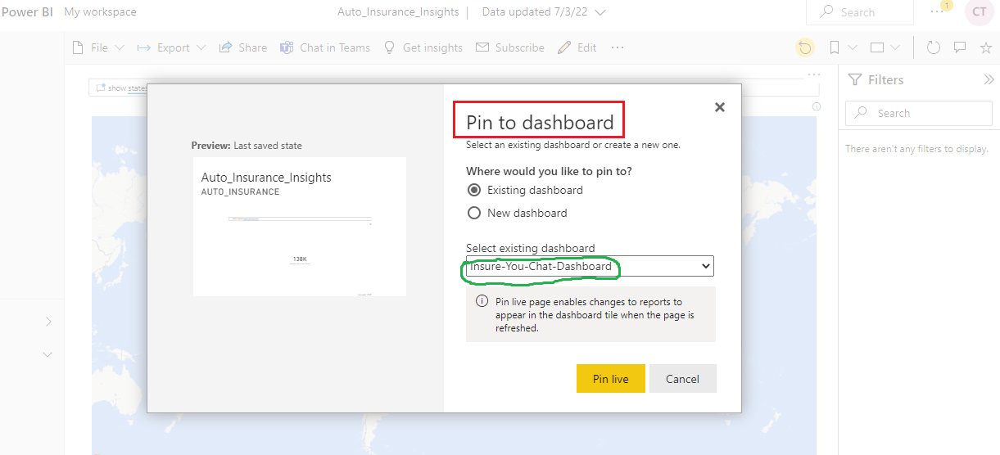 Power BI My workspace Auto_Insurance_Insights | Data updated 7/3/22 Search ... 1 CT
File Export Share Chat in Teams Get insights Subscribe Edit ...
show state
Filters
Search
There aren't any filters to display.
Preview: Last saved state
Auto_Insurance_Insights
AUTO_INSURANCE
138K
Pin to dashboard
Select an existing dashboard or create a new one.
Where would you like to pin to?
Existing dashboard
New dashboard
Select existing dashboard
Insure-You-Chat-Dashboard
Pin live page enables changes to reports to
appear in the dashboard tile when the page is
refreshed.
Pin live Cancel